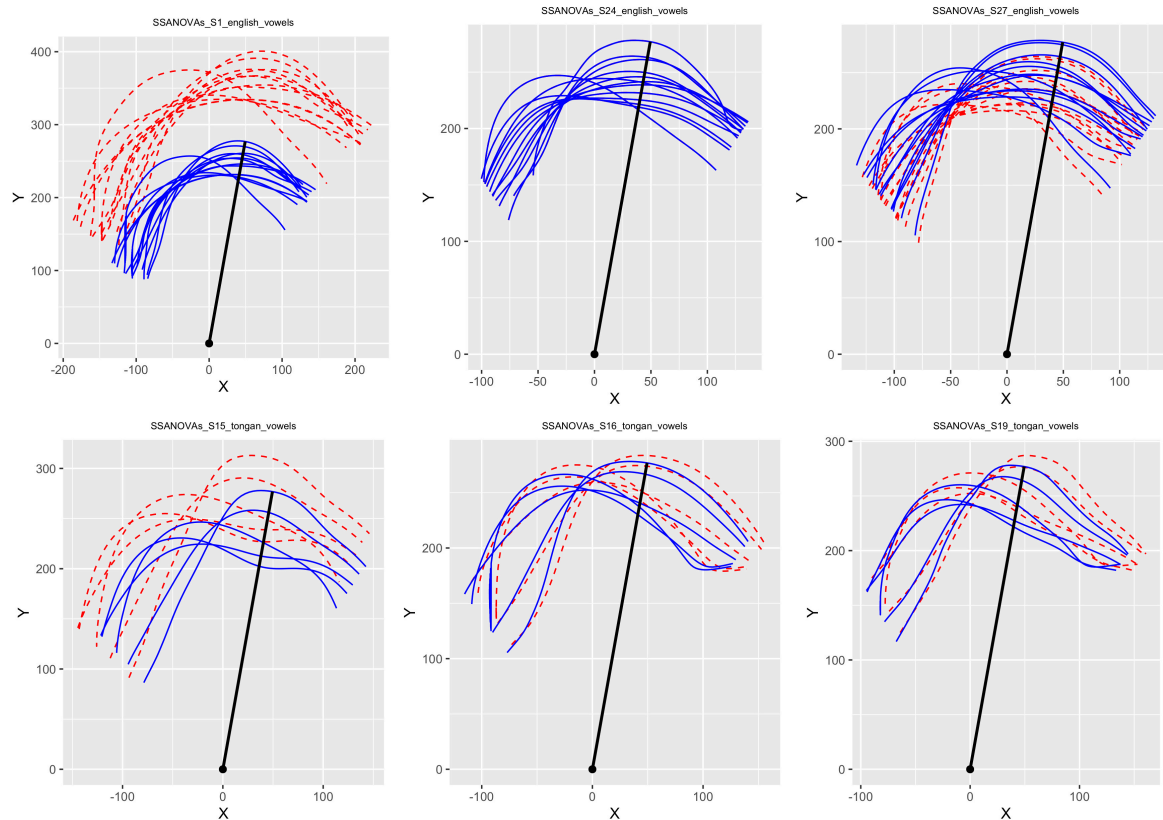 SSANOVAs_S1_english_vowels
400
300
200
100
0
-200
-100
0
100
200
X
Y
SSANOVAs_S24_english_vowels
200
100
0
-100
-50
0
50
100
X
Y
SSANOVAs_S27_english_vowels
200
100
0
-100
-50
0
50
100
X
Y
SSANOVAs_S15_tongan_vowels
300
200
100
0
-100
0
100
X
Y
SSANOVAs_S16_tongan_vowels
200
100
0
-100
0
100
X
Y
SSANOVAs_S19_tongan_vowels
300
200
100
0
-100
0
100
X
Y